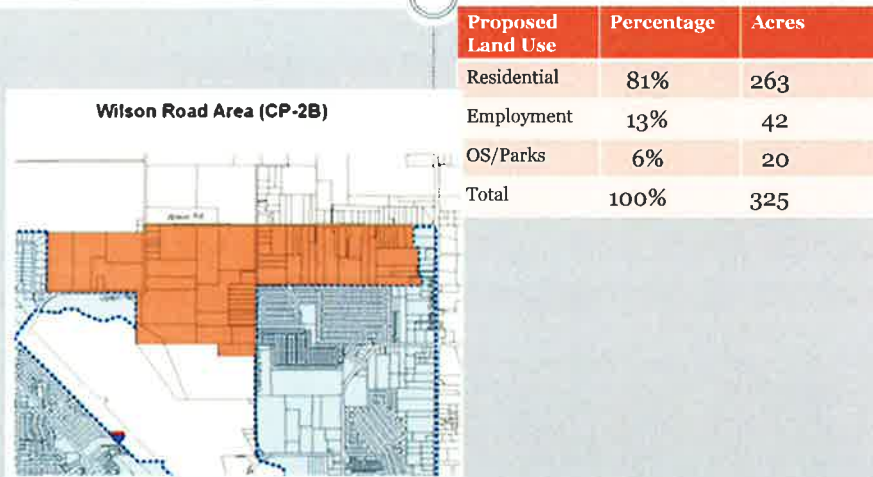 Proposed Land Use Percentage Acres
Residential 81% 263
Employment 13% 42
OS/Parks 6% 20
Total 100% 325
Wilson Road Area (CP-2B)